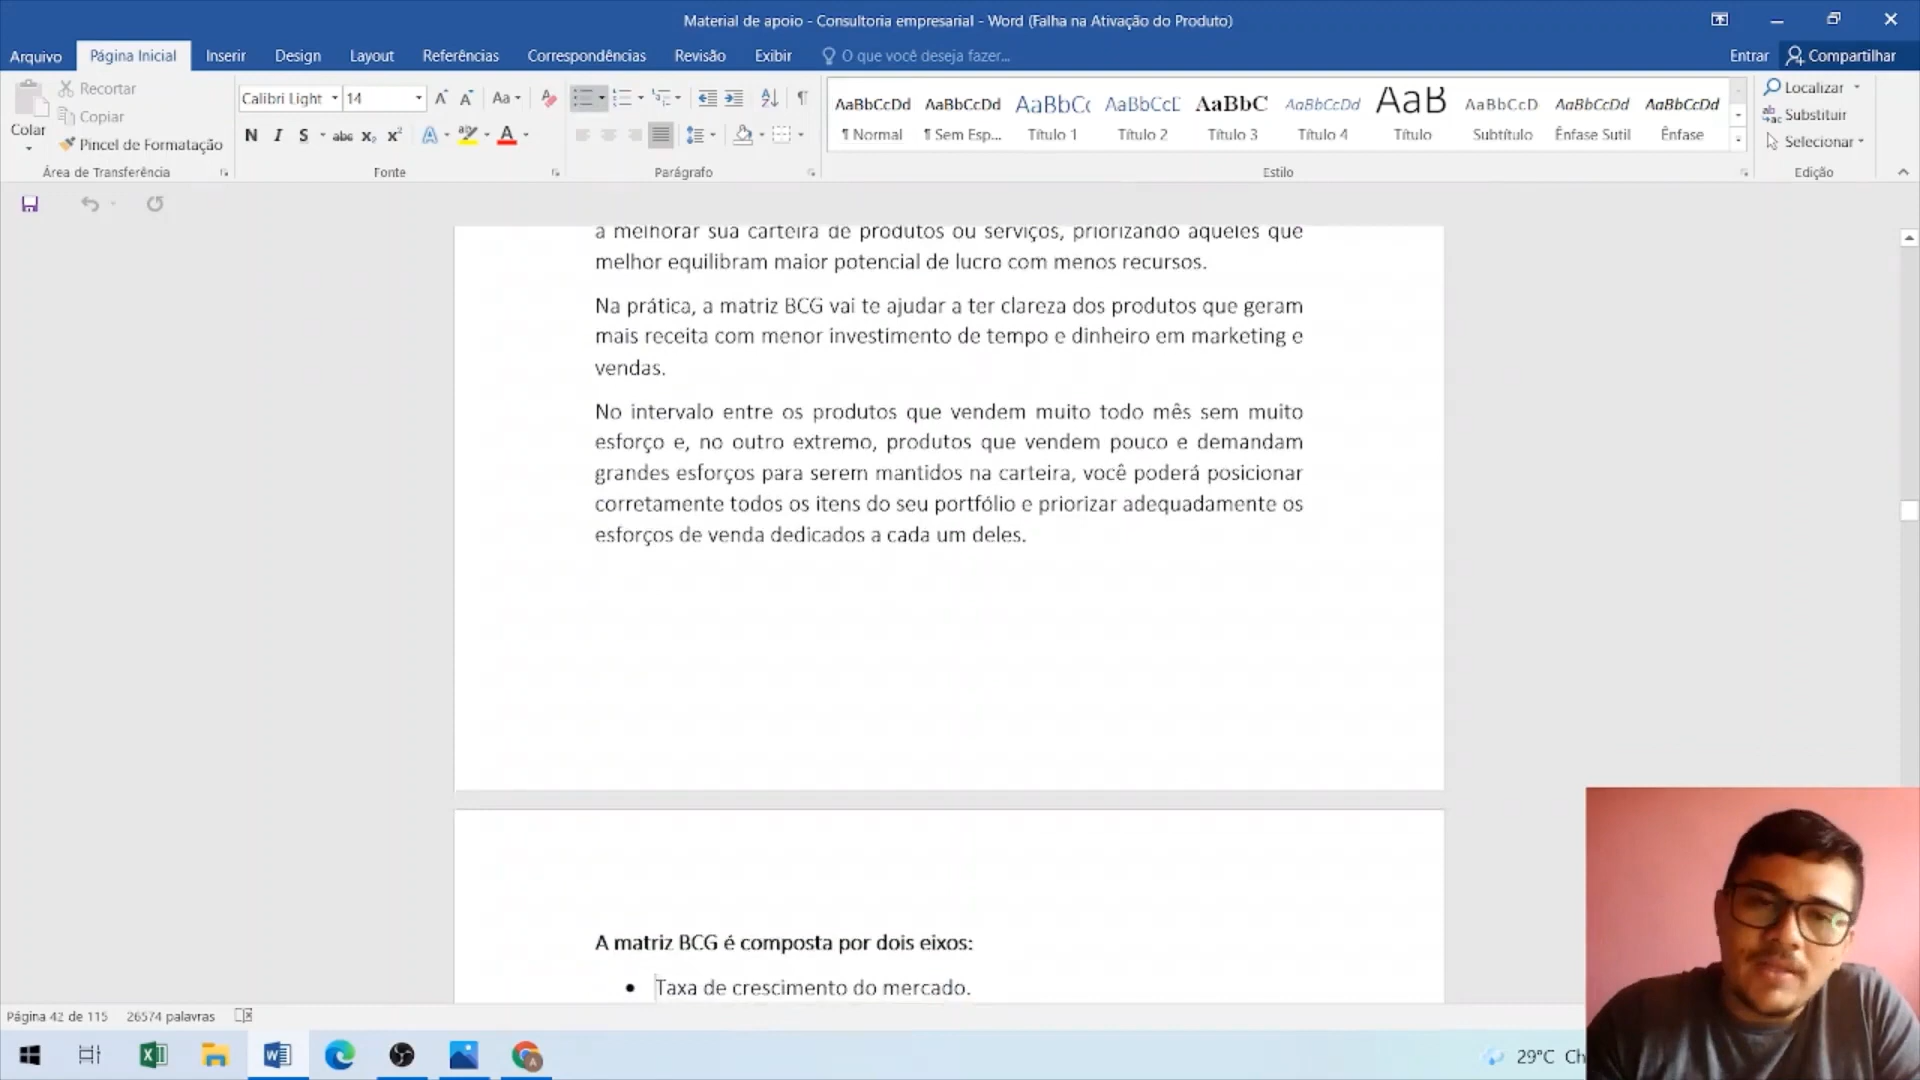 Material de apoio - Consultoria empresarial - Word (Falha na Ativação do Produto)
Arquivo Página Inicial Inserir Design Layout Referências Correspondências Revisão Exibir O que você deseja fazer... Entrar Compartilhar
Colar
Recortar
Copiar
Pincel de Formatação
Área de Transferência
Calibri Light 14
Aa
N I S abc x₂ x² A A
Fonte
Parágrafo
AaBbCcDd AaBbCcDd AaBbCc AaBbCcE AaBbC AaBbCcDd AaB AaBbCcD AaBbCcDd AaBbCcDd
¶ Normal ¶ Sem Esp... Título 1 Título 2 Título 3 Título 4 Título Subtítulo Ênfase Sutil Ênfase
Estilo
Localizar
Substituir
Selecionar
Edição
a melhorar sua carteira de produtos ou serviços, priorizando aqueles que
melhor equilibram maior potencial de lucro com menos recursos.
Na prática, a matriz BCG vai te ajudar a ter clareza dos produtos que geram
mais receita com menor investimento de tempo e dinheiro em marketing e
vendas.
No intervalo entre os produtos que vendem muito todo mês sem muito
esforço e, no outro extremo, produtos que vendem pouco e demandam
grandes esforços para serem mantidos na carteira, você poderá posicionar
corretamente todos os itens do seu portfólio e priorizar adequadamente os
esforços de venda dedicados a cada um deles.
A matriz BCG é composta por dois eixos:
• Taxa de crescimento do mercado.
Página 42 de 115 26574 palavras
29°C Ch